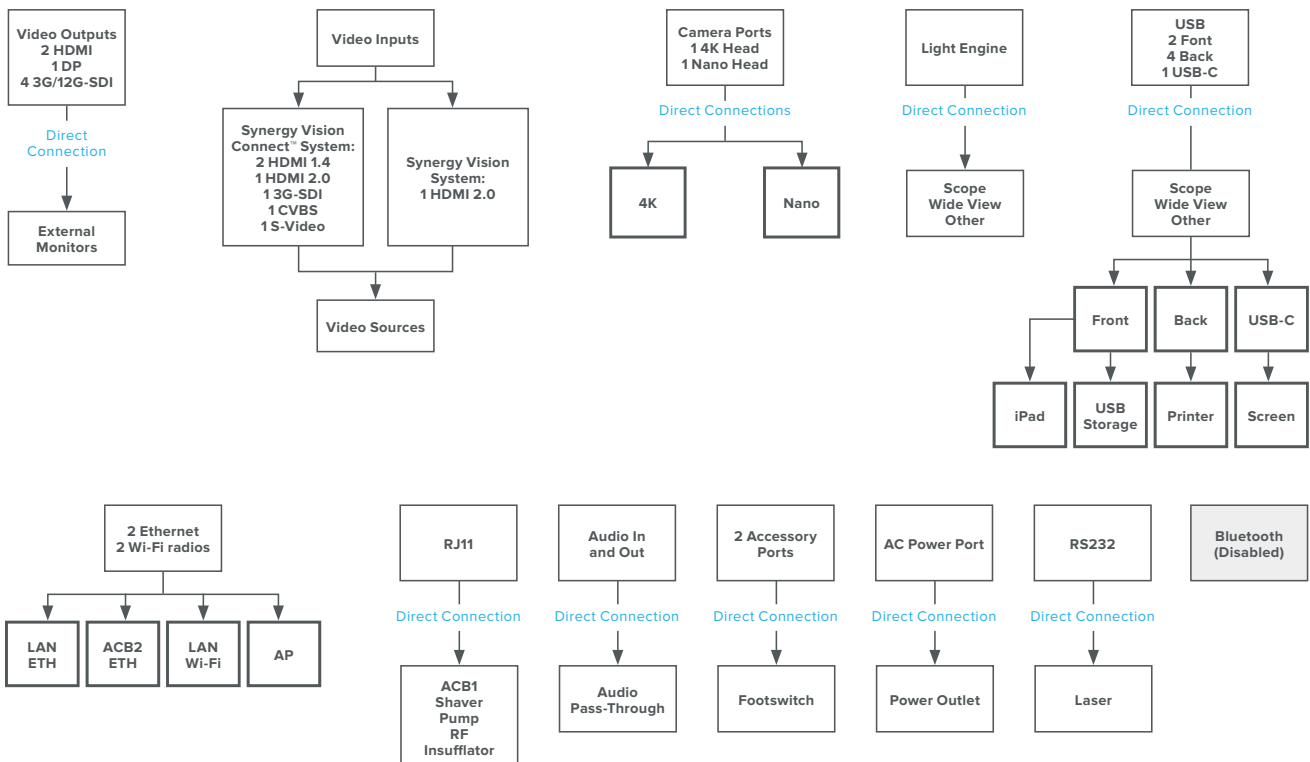 Video Outputs
2 HDMI
1 DP
4 3G/12G-SDI
Direct
Connection
External
Monitors
Video Inputs
Synergy Vision
Connect™ System:
2 HDMI 1.4
1 HDMI 2.0
1 3G-SDI
1 CVBS
1 S-Video
Synergy Vision
System:
1 HDMI 2.0
Video Sources
Camera Ports
1 4K Head
1 Nano Head
Direct Connections
4K
Nano
Light Engine
Direct Connection
Scope
Wide View
Other
USB
2 Font
4 Back
1 USB-C
Direct Connection
Scope
Wide View
Other
Front
Back
USB-C
iPad
USB
Storage
Printer
Screen
2 Ethernet
2 Wi-Fi radios
LAN
ETH
ACB2
ETH
LAN
Wi-Fi
AP
RJ11
Direct Connection
ACB1
Shaver
Pump
RF
Insufflator
Audio In
and Out
Direct Connection
Audio
Pass-Through
2 Accessory
Ports
Direct Connection
Footswitch
AC Power Port
Direct Connection
Power Outlet
RS232
Direct Connection
Laser
Bluetooth
(Disabled)